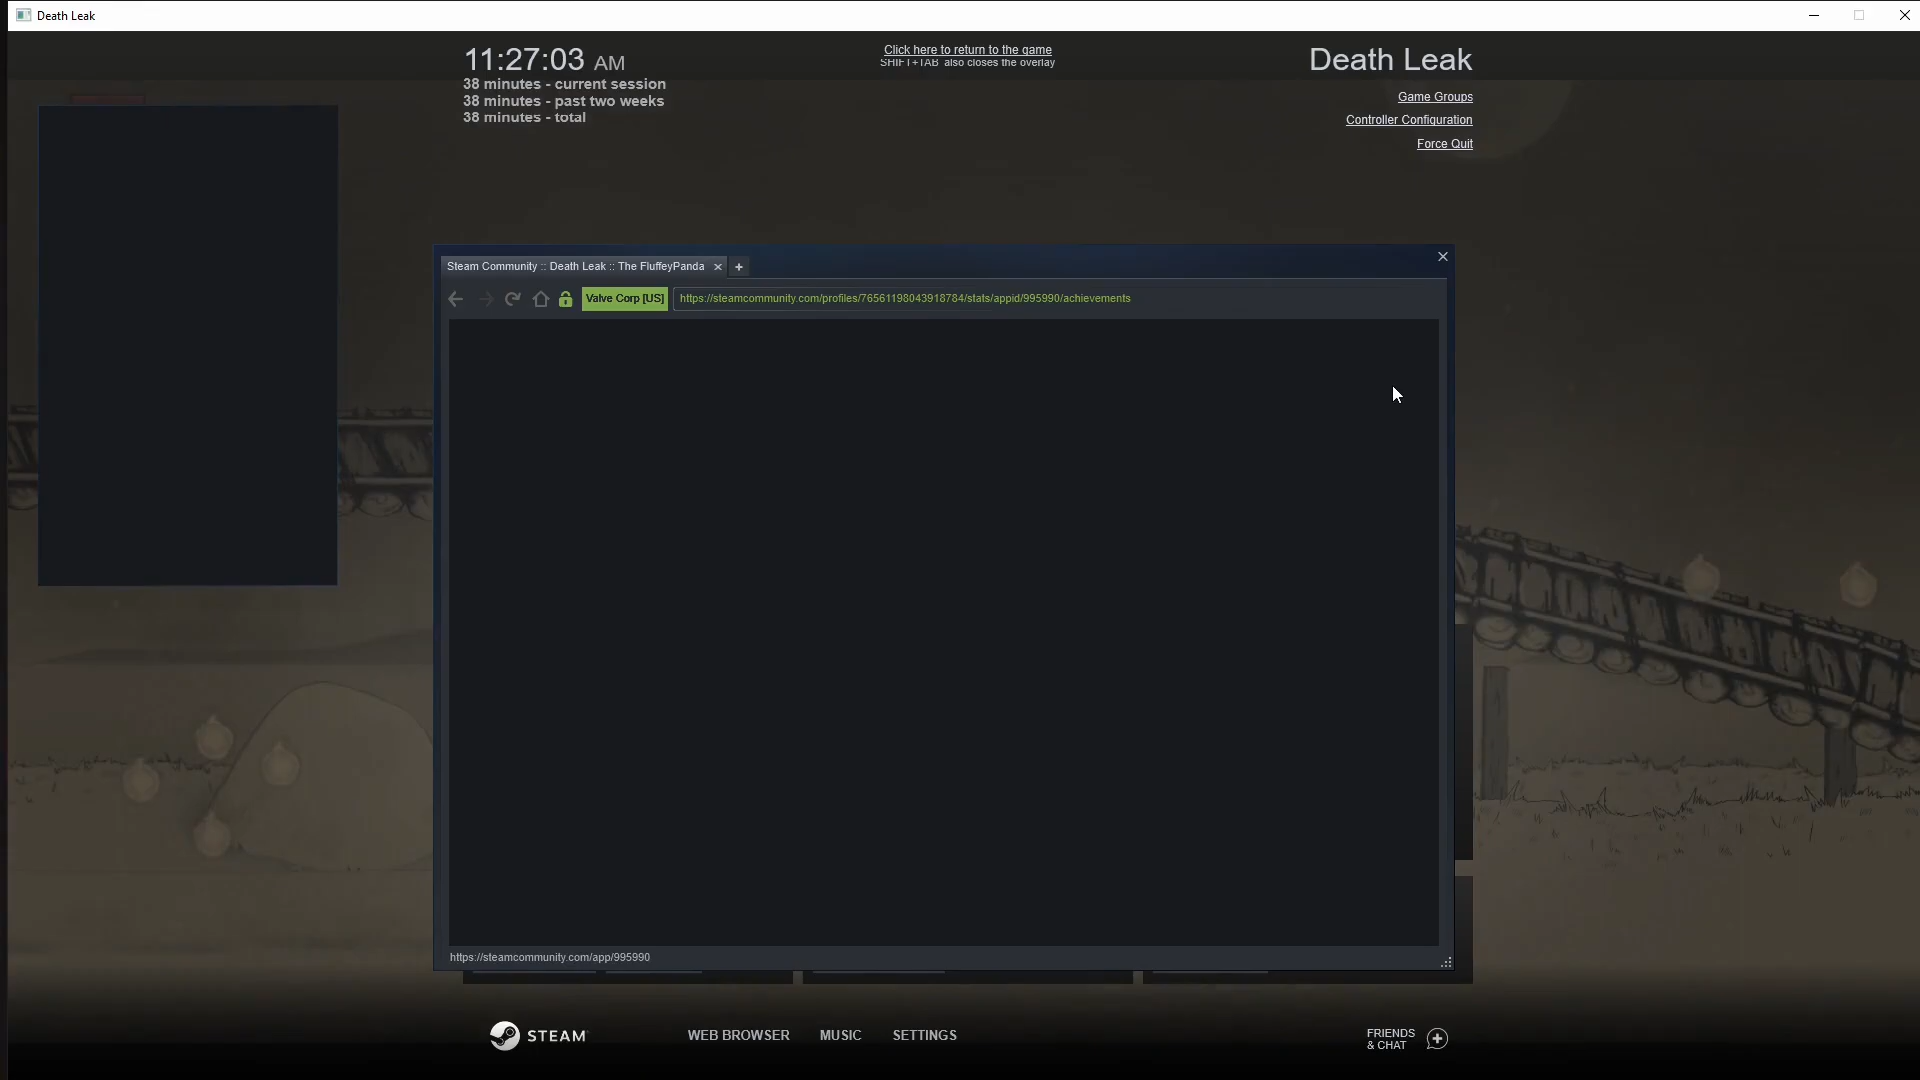 Death Leak
11:27:03 AM
38 minutes - current session
38 minutes - past two weeks
38 minutes - total
Click here to return to the game
SHIFT+TAB also closes the overlay
Death Leak
Game Groups
Controller Configuration
Force Quit
Steam Community :: Death Leak :: The FluffeyPanda
Valve Corp [US]
https://steamcommunity.com/profiles/76561198043918784/stats/appid/995990/achievements
https://steamcommunity.com/app/995990
STEAM
WEB BROWSER
MUSIC
SETTINGS
FRIENDS
& CHAT